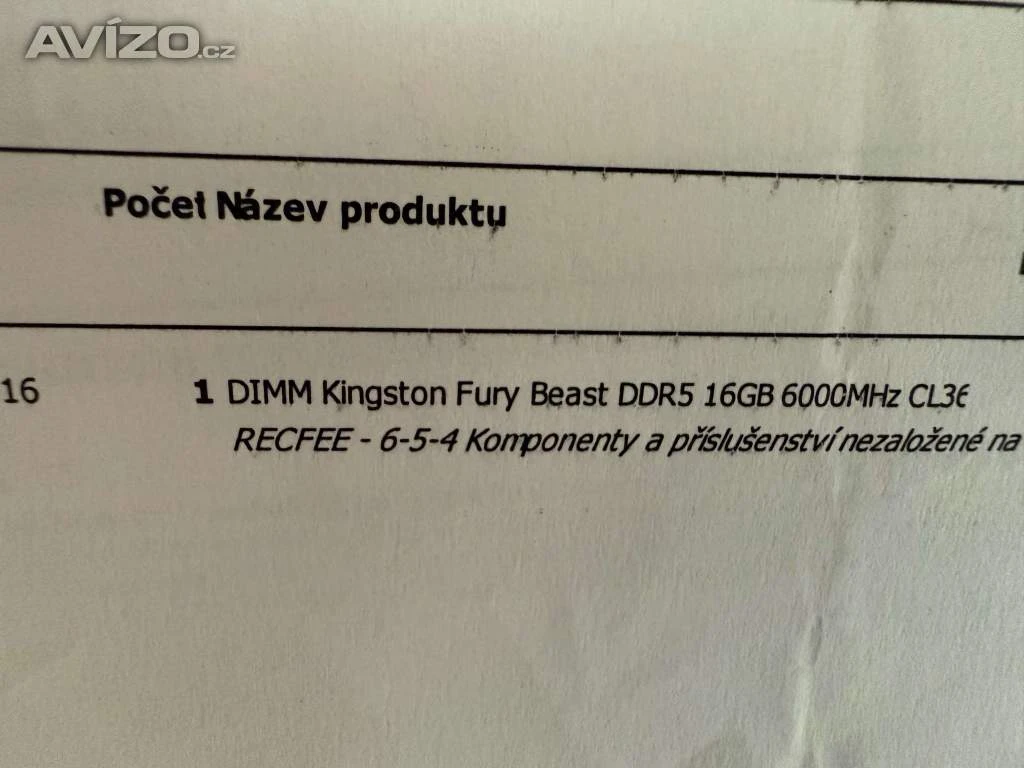 AVÍZO.cz
Počet Název produktu
16 1 DIMM Kingston Fury Beast DDR5 16GB 6000MHz CL36
RECFEE - 6-5-4 Komponenty a příslušenství nezaložené na